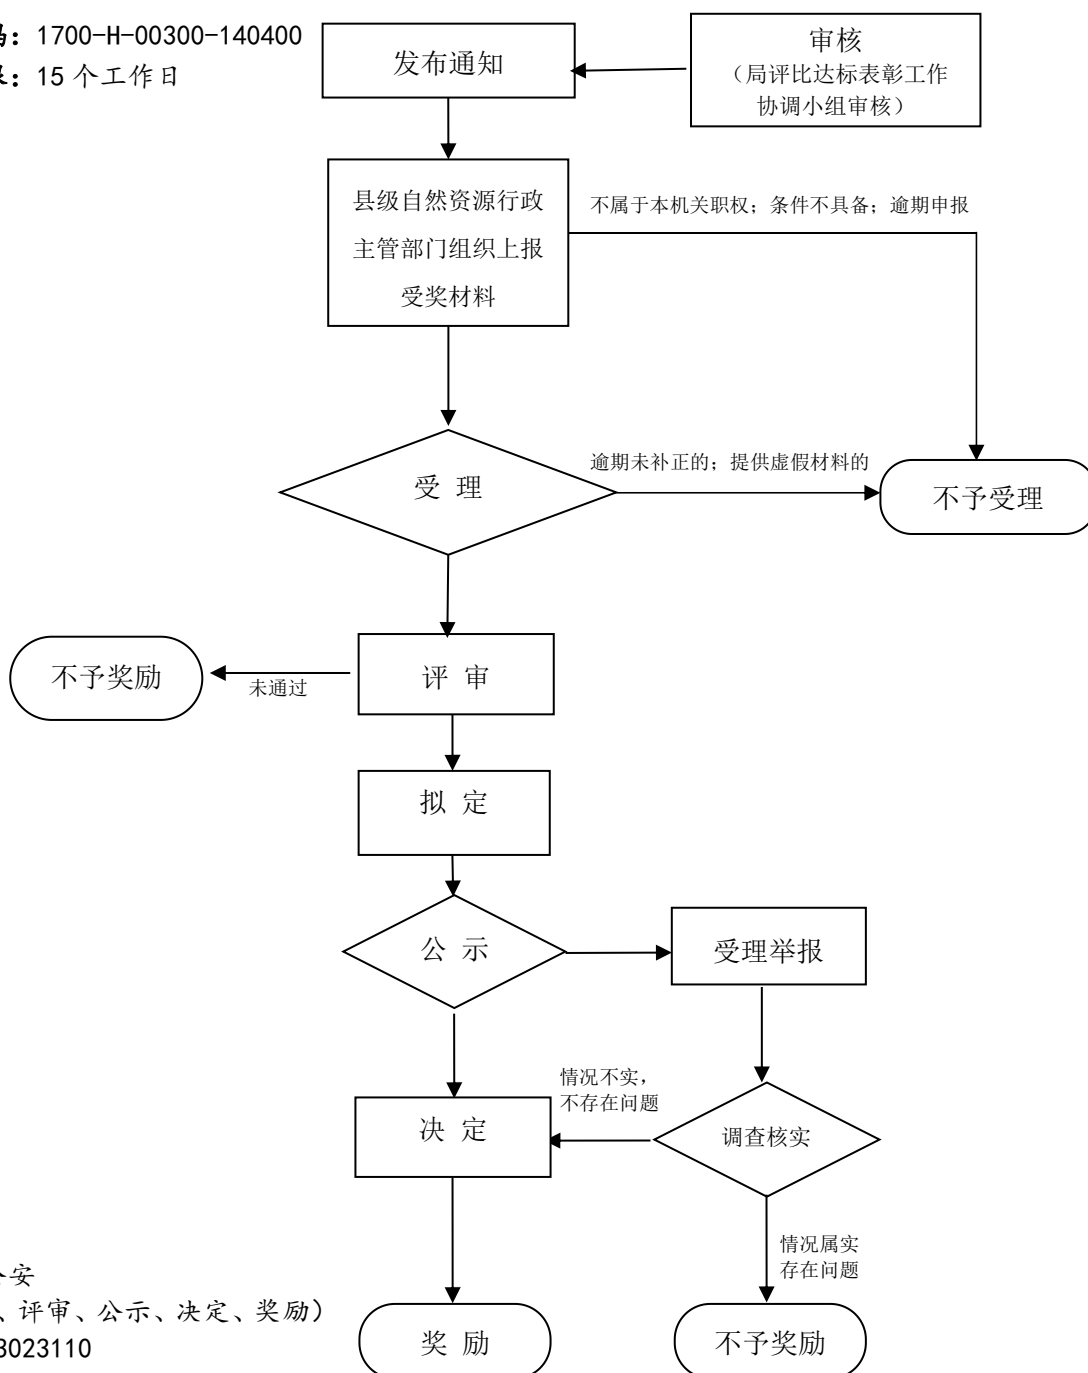 码：1700-H-00300-140400
限：15个工作日
发布通知
审核
（局评比达标表彰工作
协调小组审核）
县级自然资源行政
主管部门组织上报
受奖材料
不属于本机关职权；条件不具备；逾期申报
受 理
逾期未补正的；提供虚假材料的
不予受理
评 审
未通过
不予奖励
拟 定
公 示
受理举报
情况不实，
不存在问题
调查核实
决 定
情况属实
存在问题
安
、评审、公示、决定、奖励）
3023110
奖 励
不予奖励